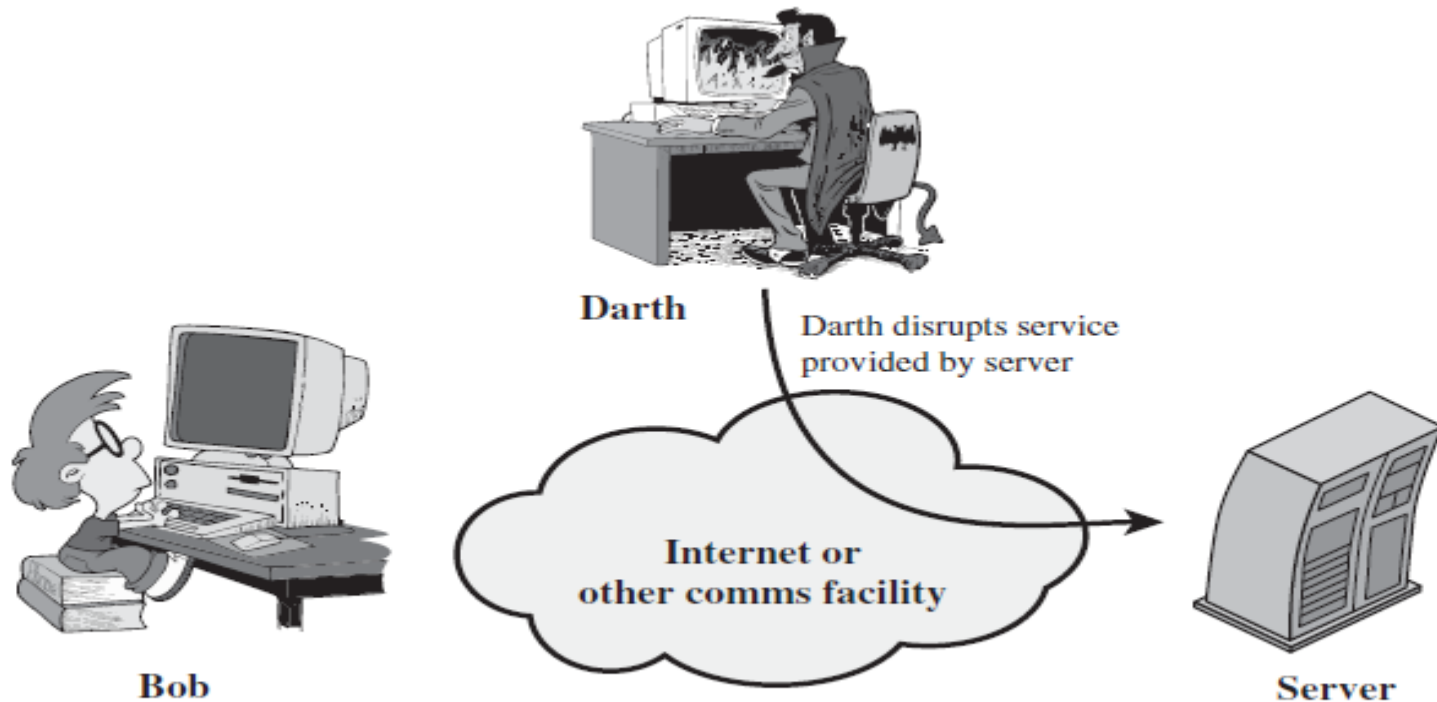 Darth
Darth disrupts service
provided by server
Internet or
other comms facility
Bob
Server